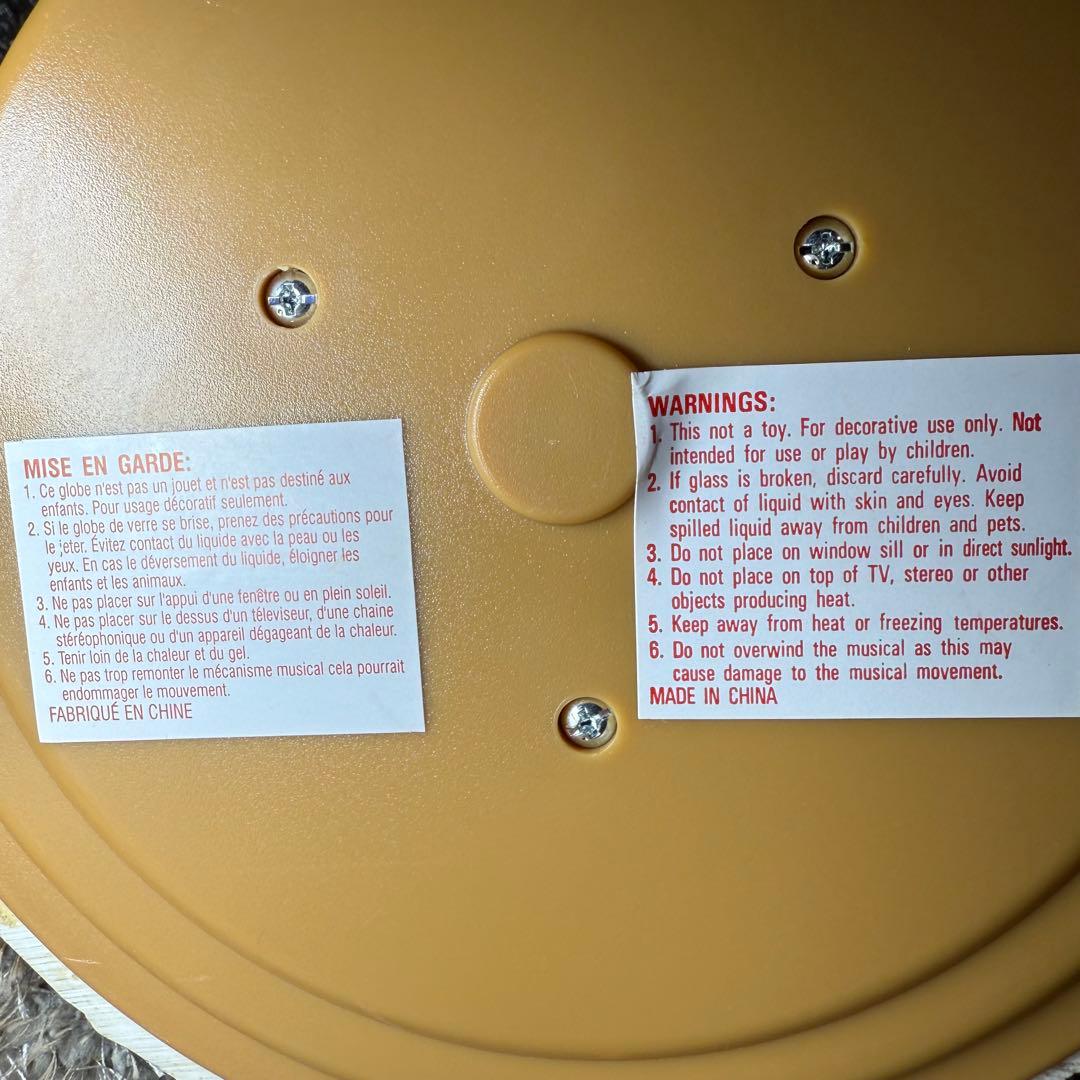 MISE EN GARDE:
1. Ce globe n'est pas un jouet et n'est pas destiné aux
enfants. Pour usage décoratif seulement.
2. Si le globe de verre se brise, prenez des précautions pour
le jeter. Évitez contact du liquide avec la peau ou les
yeux. En cas le déversement du liquide, éloigner les
enfants et les animaux.
3. Ne pas placer sur l'appui d'une fenêtre ou en plein soleil.
4. Ne pas placer sur le dessus d'un téléviseur, d'une chaine
stéréophonique ou d'un appareil dégageant de la chaleur.
5. Tenir loin de la chaleur et du gel.
6. Ne pas trop remonter le mécanisme musical cela pourrait
endommager le mouvement.
FABRIQUÉ EN CHINE
WARNINGS:
1. This not a toy. For decorative use only. Not
intended for use or play by children.
2. If glass is broken, discard carefully. Avoid
contact of liquid with skin and eyes. Keep
spilled liquid away from children and pets.
3. Do not place on window sill or in direct sunlight.
4. Do not place on top of TV, stereo or other
objects producing heat.
5. Keep away from heat or freezing temperatures.
6. Do not overwind the musical as this may
cause damage to the musical movement.
MADE IN CHINA